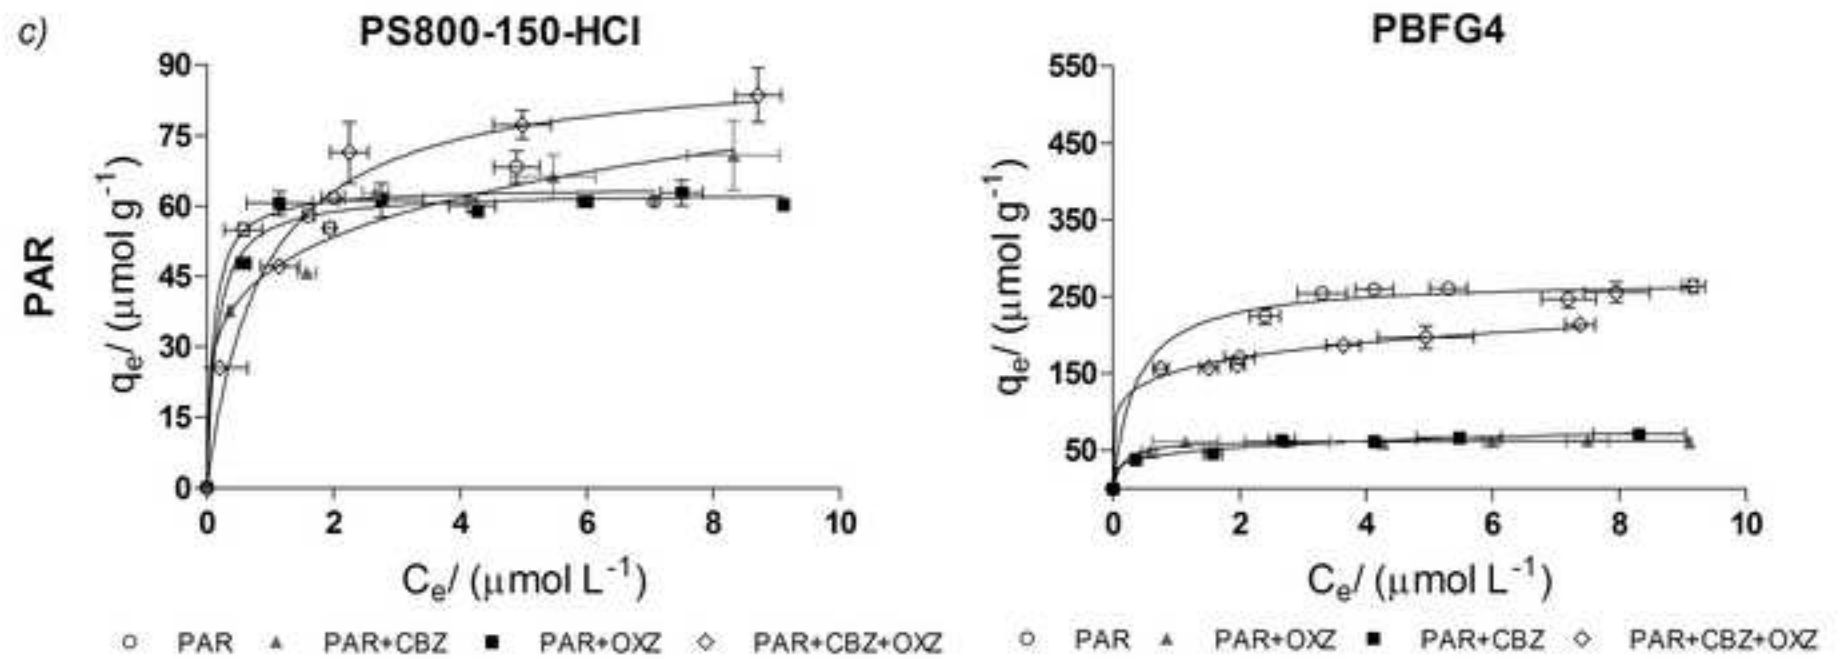 c)
PS800-150-HCl
PBFG4
PAR
qe/ (μmol g-1)
90
75
60
45
30
15
0
0 2 4 6 8 10
Ce/ (μmol L-1)
PAR PAR+CBZ PAR+OXZ PAR+CBZ+OXZ
qe/ (μmol g-1)
550
450
350
250
150
50
0 2 4 6 8 10
Ce/ (μmol L-1)
PAR PAR+OXZ PAR+CBZ PAR+CBZ+OXZ